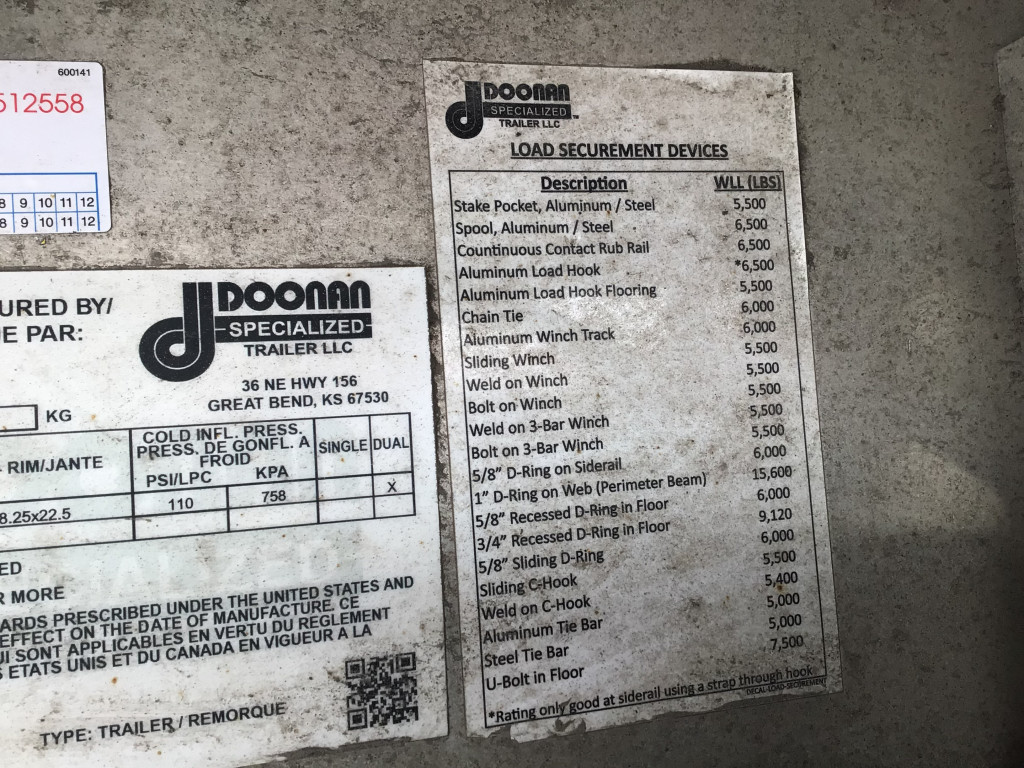 600141
512558
8 9 10 11 12
8 9 10 11 12
URED BY/
E PAR:
DOONAN
SPECIALIZED
TRAILER LLC
36 NE HWY 156
GREAT BEND, KS 67530
KG
RIM/JANTE
COLD INFL. PRESS.
PRESS. DE GONFL. A
FROID
PSI/LPC KPA
SINGLE DUAL
8.25x22.5 110 758 X
ED
R MORE
ARDS PRESCRIBED UNDER THE UNITED STATES AND
EFFECT ON THE DATE OF MANUFACTURE. CE
UI SONT APPLICABLES EN VERTU DU REGLEMENT
S ETATS UNIS ET DU CANADA EN VIGUEUR A LA
TYPE: TRAILER / REMORQUE
DOONAN
SPECIALIZED
TRAILER LLC
LOAD SECUREMENT DEVICES
Description WLL (LBS)
Stake Pocket, Aluminum / Steel 5,500
Spool, Aluminum / Steel 6,500
Countinuous Contact Rub Rail 6,500
Aluminum Load Hook *6,500
Aluminum Load Hook Flooring 5,500
Chain Tie 6,000
Aluminum Winch Track 6,000
Sliding Winch 5,500
Weld on Winch 5,500
Bolt on Winch 5,500
Weld on 3-Bar Winch 5,500
Bolt on 3-Bar Winch 5,500
5/8" D-Ring on Siderail 6,000
1" D-Ring on Web (Perimeter Beam) 15,600
5/8" Recessed D-Ring in Floor 6,000
3/4" Recessed D-Ring in Floor 9,120
5/8" Sliding D-Ring 6,000
Sliding C-Hook 5,500
Weld on C-Hook 5,400
Aluminum Tie Bar 5,000
Steel Tie Bar 5,000
U-Bolt in Floor 7,500
*Rating only good at siderail using a strap through hook
DECAL-LOAD-SECUREMENT